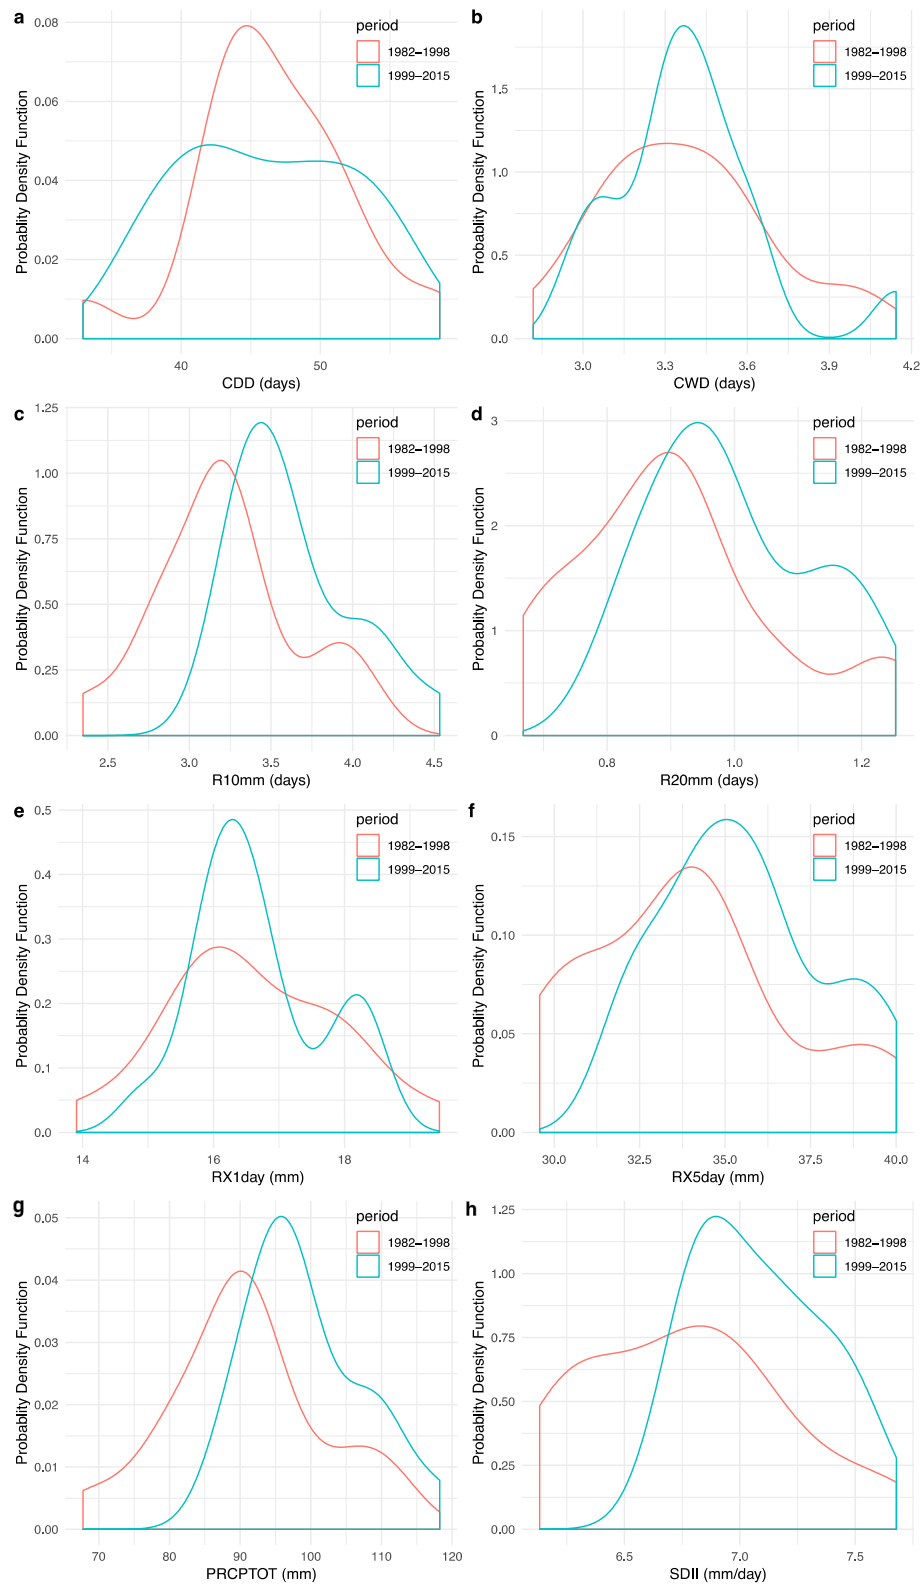 a
period
1982−1998
1999−2015
Probablity Density Function
0.08
0.06
0.04
0.02
0.00
40 50
CDD (days)
b
period
1982−1998
1999−2015
Probablity Density Function
1.5
1.0
0.5
0.0
3.0 3.3 3.6 3.9 4.2
CWD (days)
c
period
1982−1998
1999−2015
Probablity Density Function
1.25
1.00
0.75
0.50
0.25
0.00
2.5 3.0 3.5 4.0 4.5
R10mm (days)
d
period
1982−1998
1999−2015
Probablity Density Function
3
2
1
0
0.8 1.0 1.2
R20mm (days)
e
period
1982−1998
1999−2015
Probablity Density Function
0.5
0.4
0.3
0.2
0.1
0.0
14 16 18
RX1day (mm)
f
period
1982−1998
1999−2015
Probablity Density Function
0.15
0.10
0.05
0.00
30.0 32.5 35.0 37.5 40.0
RX5day (mm)
g
period
1982−1998
1999−2015
Probablity Density Function
0.05
0.04
0.03
0.02
0.01
0.00
70 80 90 100 110 120
PRCPTOT (mm)
h
period
1982−1998
1999−2015
Probablity Density Function
1.25
1.00
0.75
0.50
0.25
0.00
6.5 7.0 7.5
SDII (mm/day)